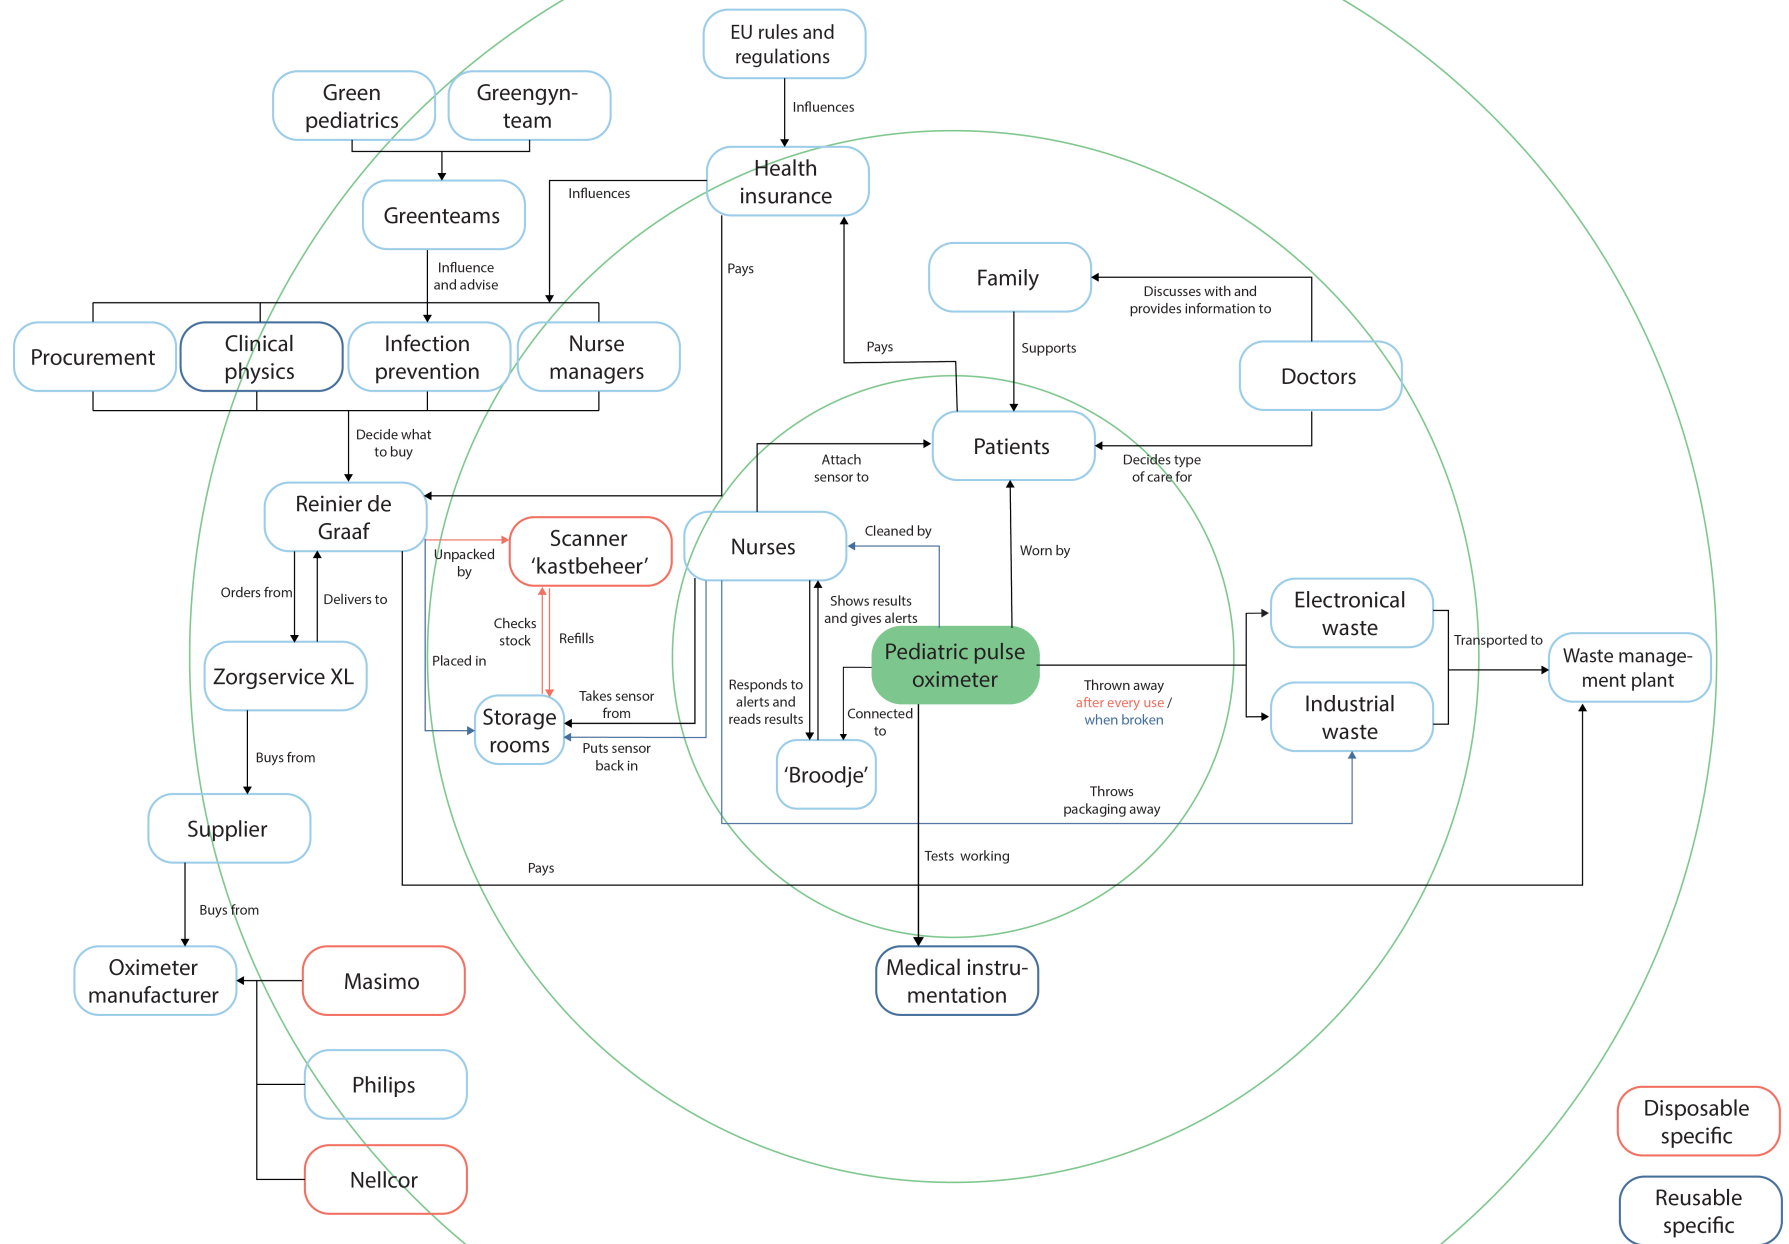 EU rules and
regulations
Influences
Green
pediatrics
Greengyn-
team
Greenteams
Influence
and advise
Influences
Health
insurance
Pays
Pays
Family
Discusses with and
provides information to
Supports
Doctors
Procurement
Clinical
physics
Infection
prevention
Nurse
managers
Decide what
to buy
Patients
Attach
sensor to
Decides type
of care for
Reinier de
Graaf
Unpacked
by
Scanner
‘kastbeheer’
Nurses
Cleaned by
Worn by
Orders from
Delivers to
Checks
stock
Refills
Shows results
and gives alerts
Pediatric pulse
oximeter
Electronical
waste
Transported to
Waste manage-
ment plant
Zorgservice XL
Placed in
Storage
rooms
Takes sensor
from
Puts sensor
back in
Responds to
alerts and
reads results
Connected
to
Thrown away
after every use /
when broken
Industrial
waste
‘Broodje’
Throws
packaging away
Buys from
Supplier
Tests working
Pays
Buys from
Oximeter
manufacturer
Masimo
Medical instru-
mentation
Philips
Nellcor
Disposable
specific
Reusable
specific